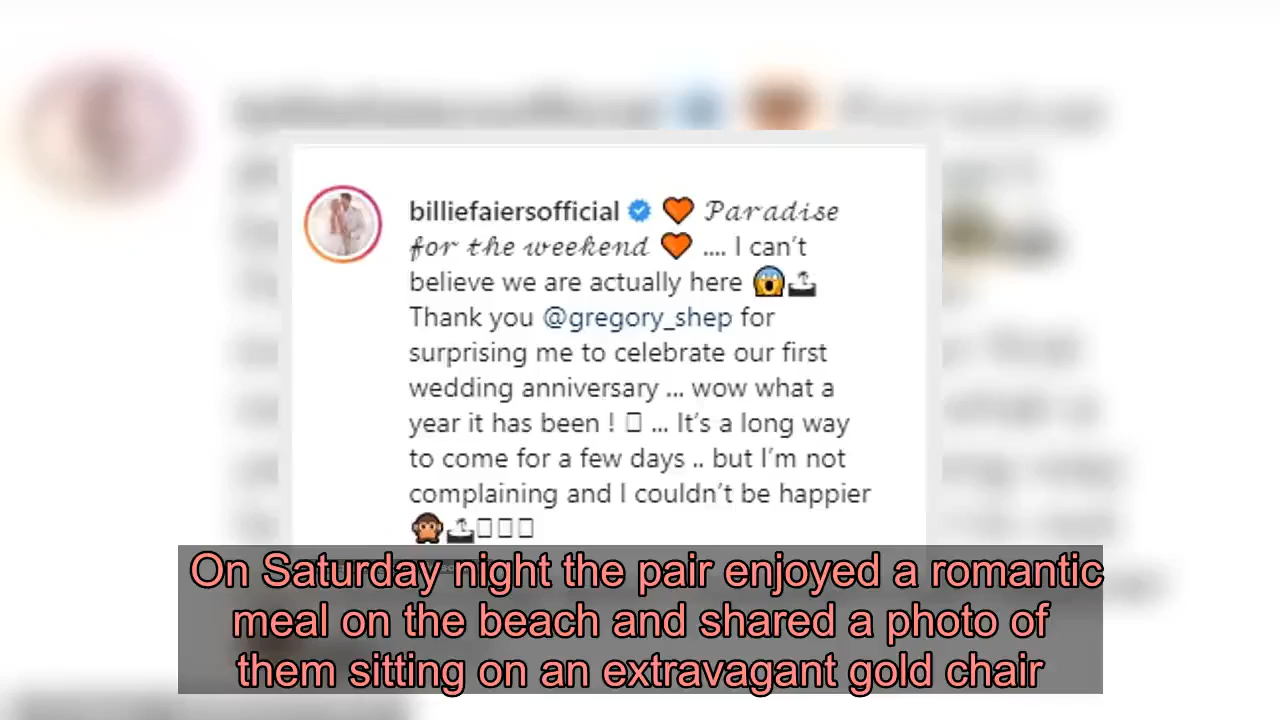 billiefaiersofficial 🧡 𝓟𝓪𝓻𝓪𝓭𝓲𝓼𝓮
𝓯𝓸𝓻 𝓽𝓱𝓮 𝔀𝓮𝓮𝓴𝓮𝓷𝓭 🧡 .... I can't
believe we are actually here 😱🏝
Thank you @gregory_shep for
surprising me to celebrate our first
wedding anniversary ... wow what a
year it has been ! ▯ ... It's a long way
to come for a few days .. but I'm not
complaining and I couldn't be happier
🙊🏝▯▯▯
On Saturday night the pair enjoyed a romantic
meal on the beach and shared a photo of
them sitting on an extravagant gold chair